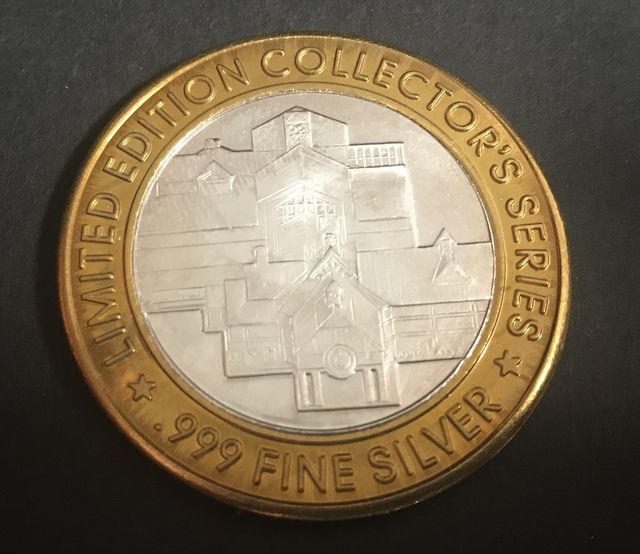 LIMITED EDITION COLLECTOR'S SERIES
.999 FINE SILVER